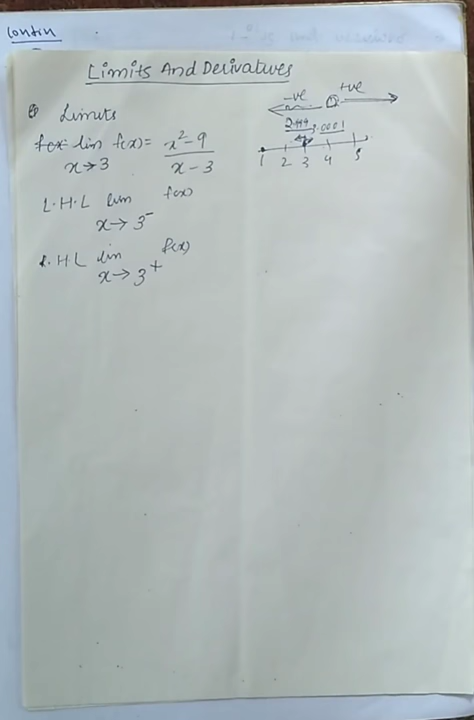 Contin
Limits And Derivatives
Limits
lim f(x) = x²-9
x→3 x-3
L.H.L lim f(x)
x→3⁻
R.H.L lim f(x)
x→3⁺
-ve +ve
2.999 3.0001
1 2 3 4 5